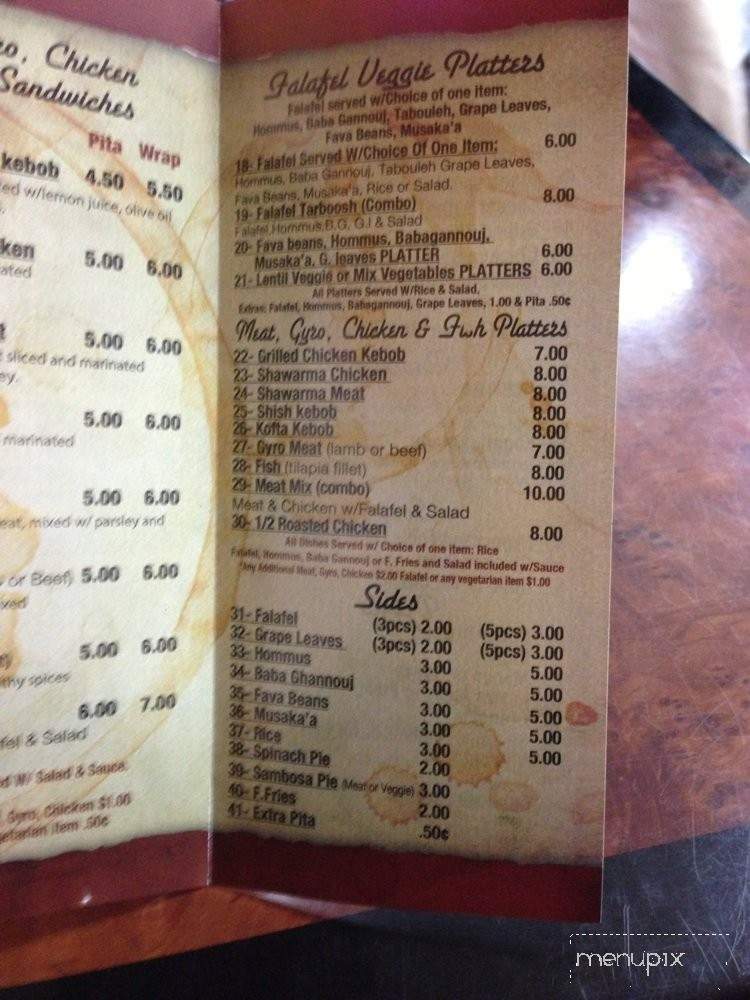 ro, Chicken
Sandwiches
Pita Wrap
kebob 4.50 5.50
ed w/lemon juice, olive oil
ken 5.00 6.00
ated
5.00 6.00
sliced and marinated
ey.
5.00 6.00
marinated
5.00 6.00
eat, mixed w/ parsley and
or Beef) 5.00 6.00
ixed
5.00 6.00
thy spices
6.00 7.00
fel & Salad
ed W/ Salad & Sauce.
Gyro, Chicken $1.00
getarian item .50¢
Falafel Veggie Platters
Falafel served w/Choice of one item:
Hommus, Baba Gannouj, Tabouleh, Grape Leaves,
Fava Beans, Musaka'a
18- Falafel Served W/Choice Of One Item: 6.00
Hommus, Baba Gannouj, Tabouleh Grape Leaves,
Fava Beans, Musaka'a, Rice or Salad.
19- Falafel Tarboosh (Combo) 8.00
Falafel,Hommus,B.G, G.l & Salad
20- Fava beans, Hommus, Babagannouj,
Musaka'a, G. leaves PLATTER 6.00
21- Lentil Veggie or Mix Vegetables PLATTERS 6.00
All Platters Served W/Rice & Salad,
Extras: Falafel, Hommus, Babagannouj, Grape Leaves, 1.00 & Pita .50¢
Meat, Gyro, Chicken & Fish Platters
22- Grilled Chicken Kebob 7.00
23- Shawarma Chicken 8.00
24- Shawarma Meat 8.00
25- Shish kebob 8.00
26- Kofta Kebob 8.00
27- Gyro Meat (lamb or beef) 7.00
28- Fish (tilapia fillet) 8.00
29- Meat Mix (combo) 10.00
Meat & Chicken w/Falafel & Salad
30- 1/2 Roasted Chicken 8.00
All Dishes Served w/ Choice of one item: Rice
Falafel, Hommus, Baba Gannouj or F. Fries and Salad included w/Sauce
*Any Additional Meat, Gyro, Chicken $2.00 Falafel or any vegetarian item $1.00
Sides
31- Falafel (3pcs) 2.00 (5pcs) 3.00
32- Grape Leaves (3pcs) 2.00 (5pcs) 3.00
33- Hommus 3.00 5.00
34- Baba Ghannouj 3.00 5.00
35- Fava Beans 3.00 5.00
36- Musaka'a 3.00 5.00
37- Rice 3.00 5.00
38- Spinach Pie 2.00
39- Sambosa Pie (Meat or Veggie) 3.00
40- F.Fries 2.00
41- Extra Pita .50¢
menupix